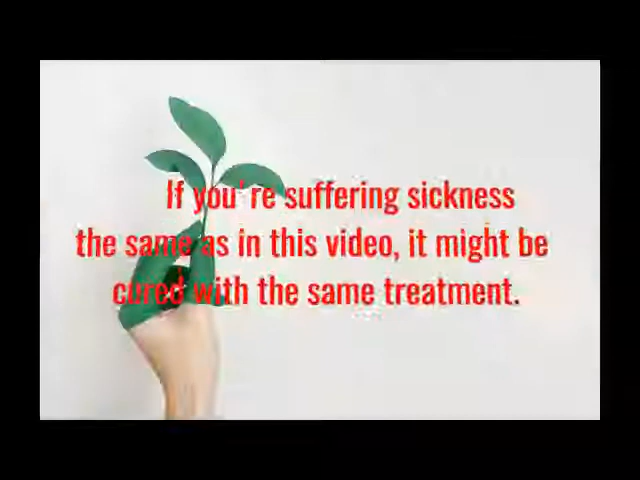 If you're suffering sickness
the same as in this video, it might be
cured with the same treatment.